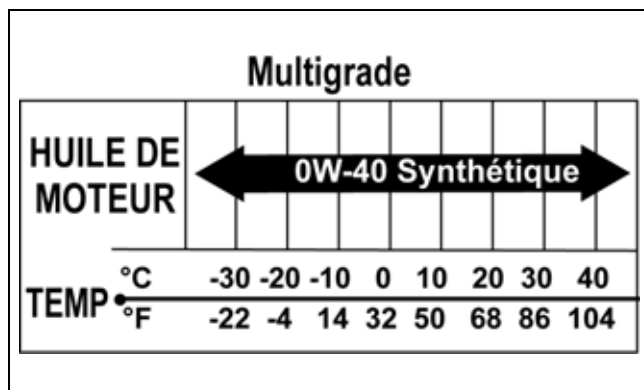 Multigrade
HUILE DE
MOTEUR
0W-40 Synthétique
TEMP
°C -30 -20 -10 0 10 20 30 40
°F -22 -4 14 32 50 68 86 104